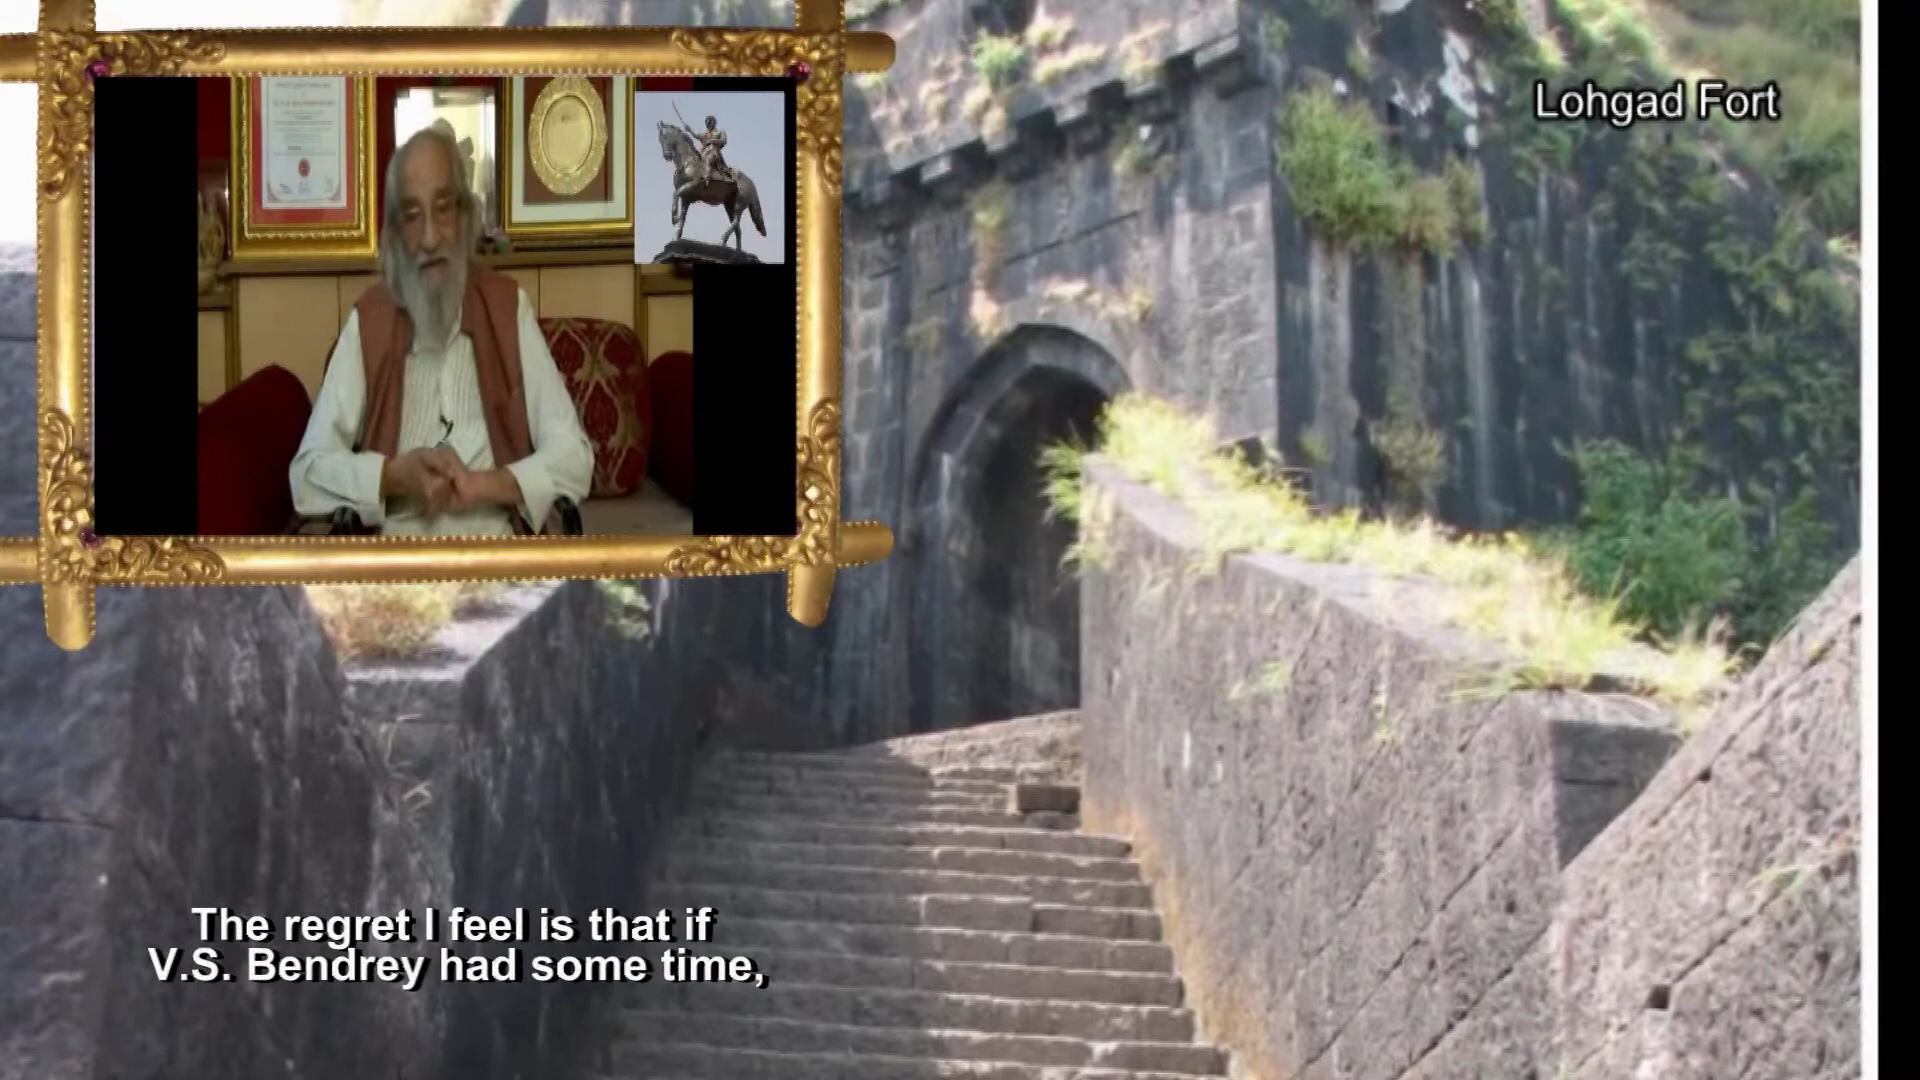 Lohgad Fort
The regret I feel is that if
V.S. Bendrey had some time,